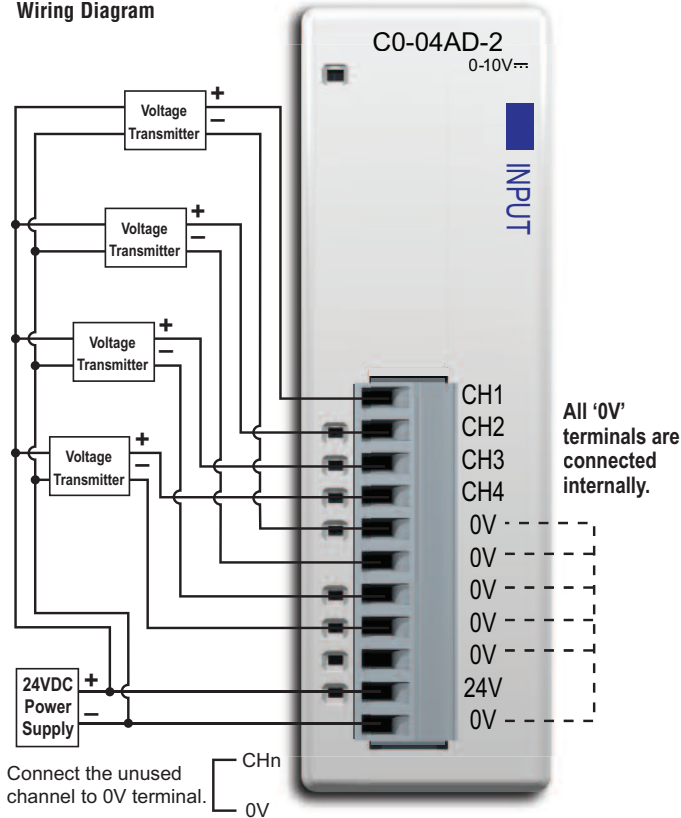 Wiring Diagram
C0-04AD-2
0-10V⎓
INPUT
+
Voltage
Transmitter
–
+
Voltage
Transmitter
–
+
Voltage
Transmitter
–
+
Voltage
Transmitter
–
CH1
CH2
CH3
CH4
0V
0V
0V
0V
0V
24V
0V
All ‘0V’
terminals are
connected
internally.
24VDC
Power
Supply
+
–
Connect the unused
channel to 0V terminal.
CHn
0V